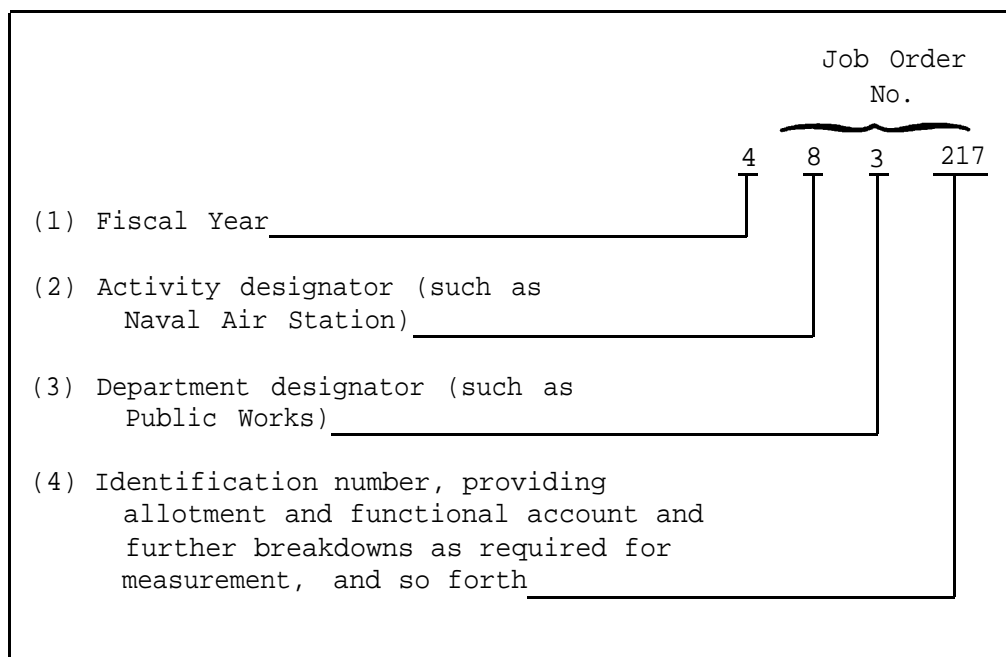 Job Order
No.
4 8 3 217
(1) Fiscal Year
(2) Activity designator (such as
Naval Air Station)
(3) Department designator (such as
Public Works)
(4) Identification number, providing
allotment and functional account and
further breakdowns as required for
measurement, and so forth